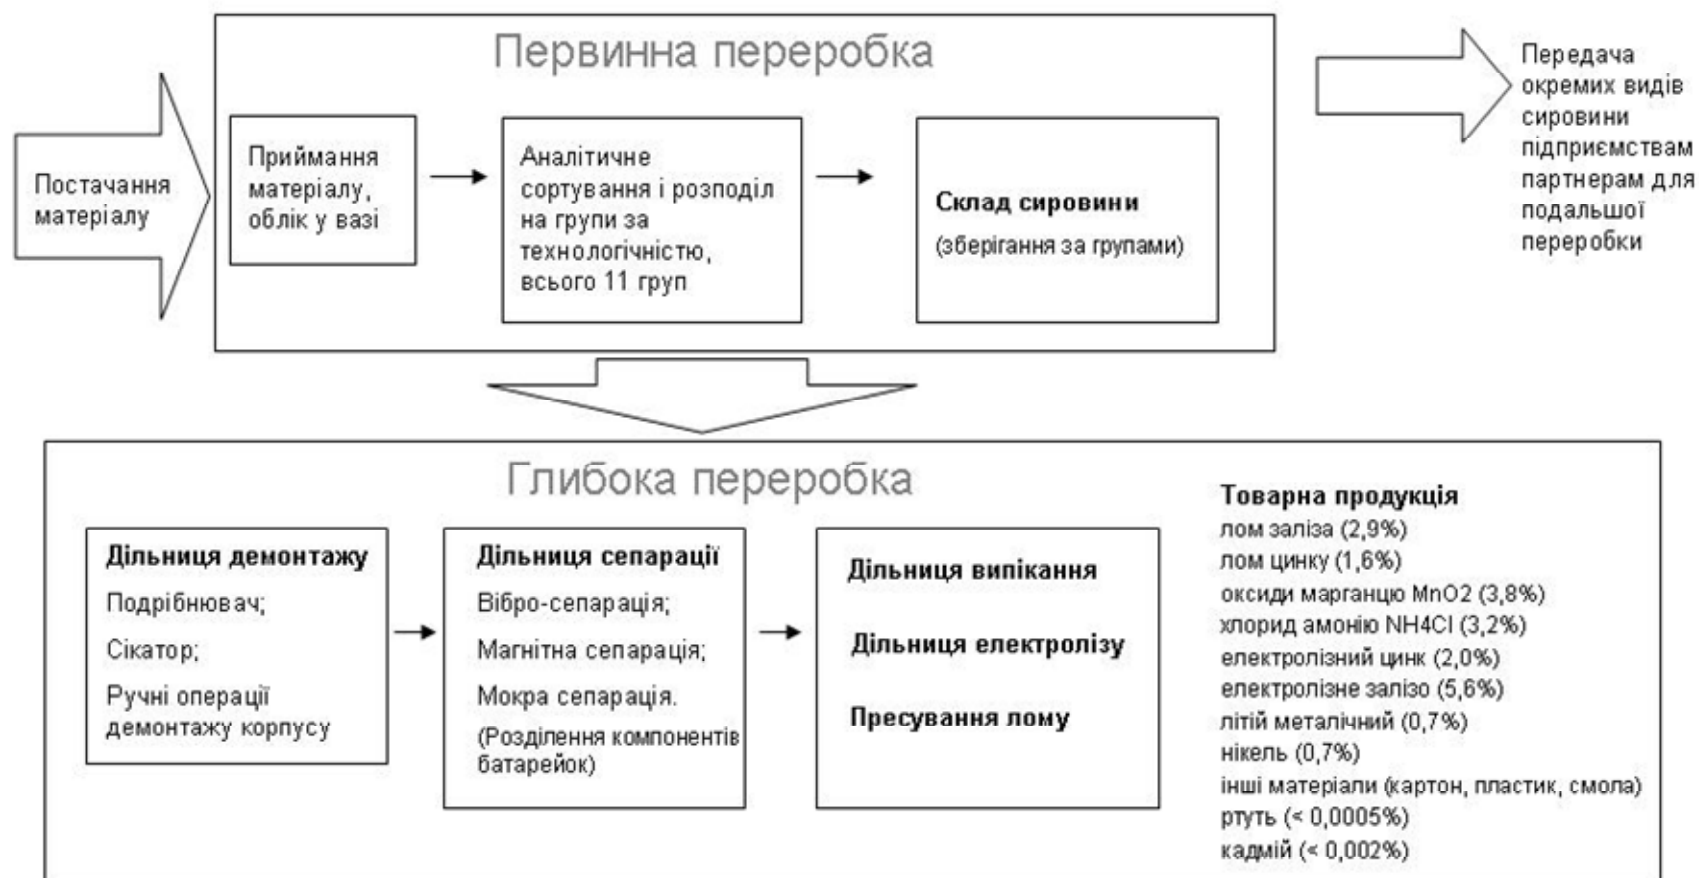 Первинна переробка
Постачання
матеріалу
Приймання
матеріалу,
облік у вазі
Аналітичне
сортування і розподіл
на групи за
технологічністю,
всього 11 груп
Склад сировини
(зберігання за групами)
Передача
окремих видів
сировини
підприємствам
партнерам для
подальшої
переробки
Глибока переробка
Дільниця демонтажу
Подрібнювач;
Сікатор;
Ручні операції
демонтажу корпусу
Дільниця сепарації
Вібро-сепарація;
Магнітна сепарація;
Мокра сепарація.
(Розділення компонентів
батарейок)
Дільниця випікання
Дільниця електролізу
Пресування лому
Товарна продукція
лом заліза (2,9%)
лом цинку (1,6%)
оксиди марганцю MnO2 (3,8%)
хлорид амонію NH4Cl (3,2%)
електролізний цинк (2,0%)
електролізне залізо (5,6%)
літій металічний (0,7%)
нікель (0,7%)
інші матеріали (картон, пластик, смола)
ртуть (< 0,0005%)
кадмій (< 0,002%)